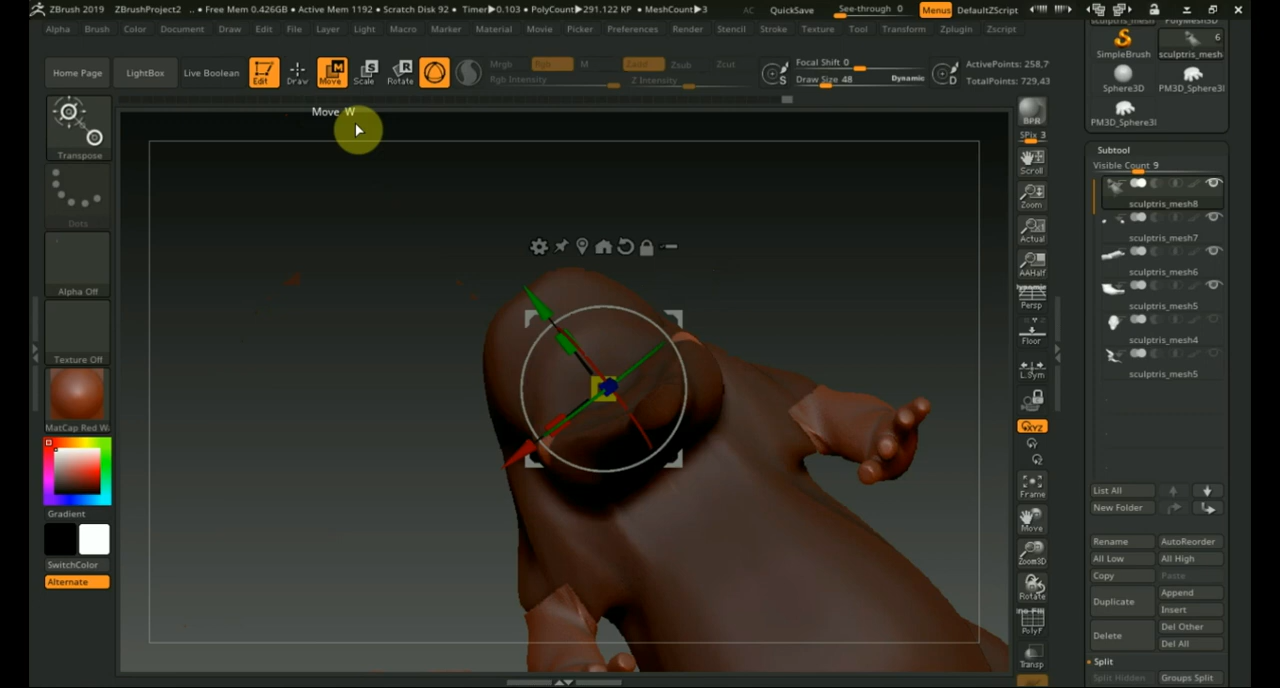 ZBrush 2019 ZBrushProject2 .. • Free Mem 0.426GB • Active Mem 1192 • Scratch Disk 92 • Timer▶0.103 • PolyCount▶291.122 KP • MeshCount▶3 AC QuickSave See-through 0 Menus DefaultZScript
Alpha Brush Color Document Draw Edit File Layer Light Macro Marker Material Movie Picker Preferences Render Stencil Stroke Texture Tool Transform Zplugin Zscript
Home Page LightBox Live Boolean Edit Draw Move Scale Rotate
Mrgb Rgb M Zadd Zsub Zcut
Rgb Intensity Z Intensity
Focal Shift 0
Draw Size 48 Dynamic
ActivePoints: 258,7
TotalPoints: 729,43
Move W
Transpose
Dots
Alpha Off
Texture Off
MatCap Red W
Gradient
SwitchColor
Alternate
BPR
SPix 3
Scroll
Zoom
Actual
AAHalf
Dynamic
Persp
Floor
L.Sym
XYZ
Frame
Move
Zoom3D
Rotate
PolyF
Transp
sculptris_mesh PolyMesh3D
SimpleBrush sculptris_mesh 6
Sphere3D PM3D_Sphere3I
PM3D_Sphere3I
Subtool
Visible Count 9
sculptris_mesh8
sculptris_mesh7
sculptris_mesh6
sculptris_mesh5
sculptris_mesh4
sculptris_mesh5
List All
New Folder
Rename AutoReorder
All Low All High
Copy Paste
Duplicate Append
Insert
Delete Del Other
Del All
Split
Split Hidden Groups Split